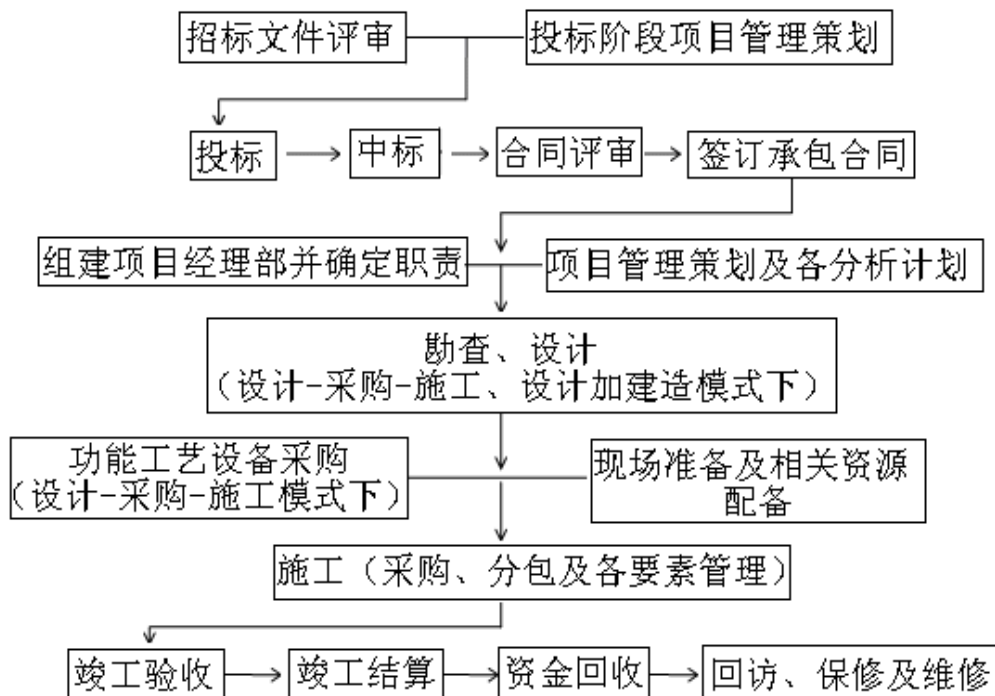 招标文件评审
投标阶段项目管理策划
投标
中标
合同评审
签订承包合同
组建项目经理部并确定职责
项目管理策划及各分析计划
勘查、设计
（设计-采购-施工、设计加建造模式下）
功能工艺设备采购
（设计-采购-施工模式下）
现场准备及相关资源
配备
施工（采购、分包及各要素管理）
竣工验收
竣工结算
资金回收
回访、保修及维修